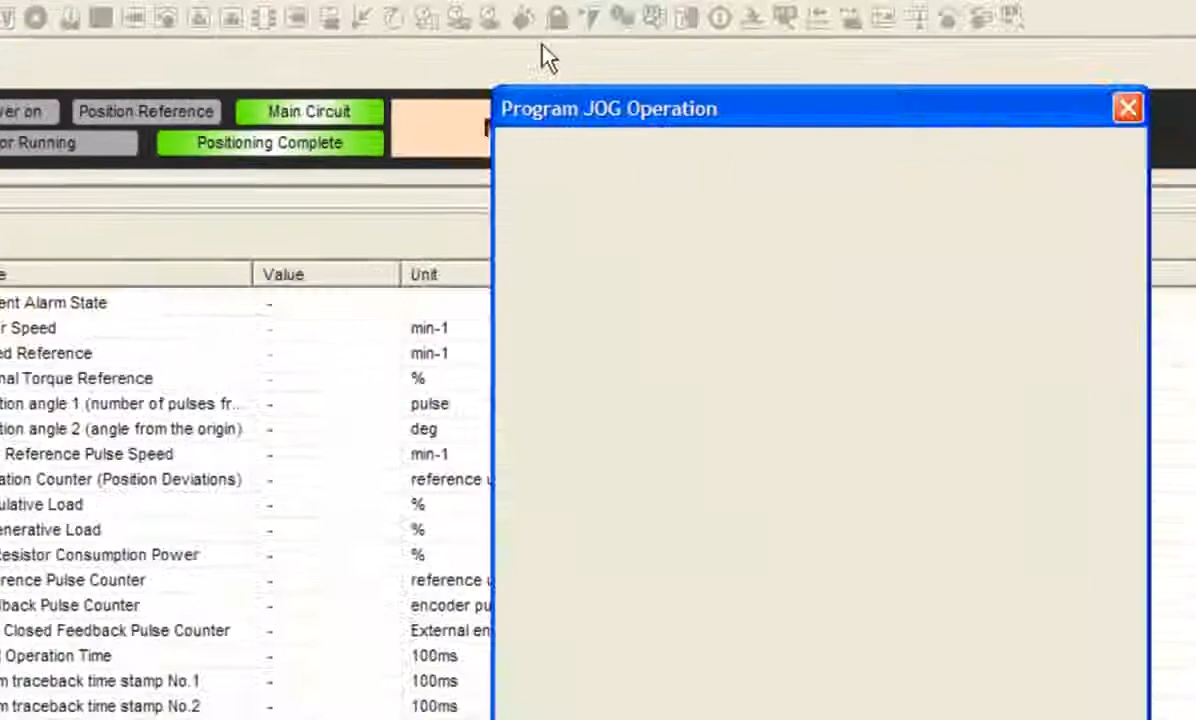 ver on
Position Reference
Main Circuit
or Running
Positioning Complete
Program JOG Operation
e
Value
Unit
ent Alarm State
-
r Speed
-
min-1
ed Reference
-
min-1
nal Torque Reference
-
%
tion angle 1 (number of pulses fr...
-
pulse
tion angle 2 (angle from the origin)
-
deg
Reference Pulse Speed
-
min-1
ation Counter (Position Deviations)
-
reference u
ulative Load
-
%
enerative Load
-
%
Resistor Consumption Power
-
%
rence Pulse Counter
-
reference u
back Pulse Counter
-
encoder pu
Closed Feedback Pulse Counter
-
External en
Operation Time
-
100ms
m traceback time stamp No.1
-
100ms
m traceback time stamp No.2
-
100ms